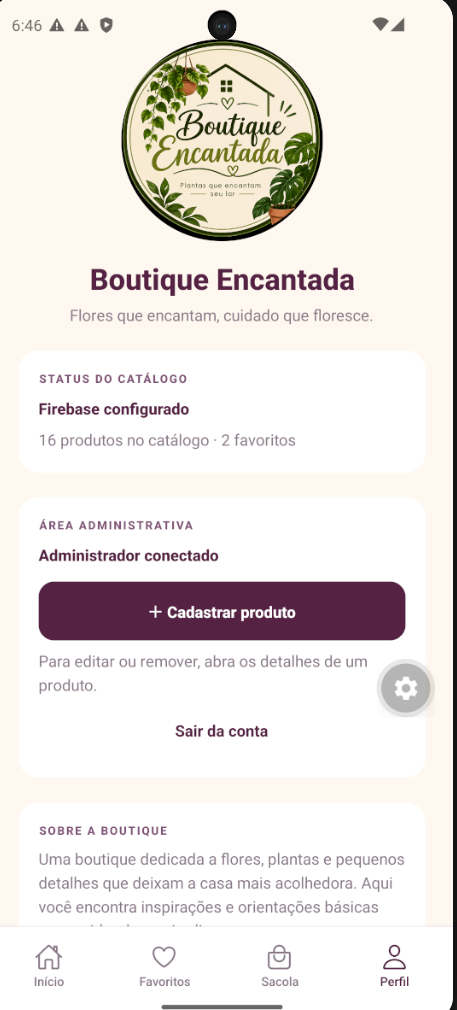 6:46
Boutique
Encantada
Plantas que encantam
seu lar
Boutique Encantada
Flores que encantam, cuidado que floresce.
STATUS DO CATÁLOGO
Firebase configurado
16 produtos no catálogo · 2 favoritos
ÁREA ADMINISTRATIVA
Administrador conectado
+ Cadastrar produto
Para editar ou remover, abra os detalhes de um
produto.
Sair da conta
SOBRE A BOUTIQUE
Uma boutique dedicada a flores, plantas e pequenos
detalhes que deixam a casa mais acolhedora. Aqui
você encontra inspirações e orientações básicas
Início
Favoritos
Sacola
Perfil